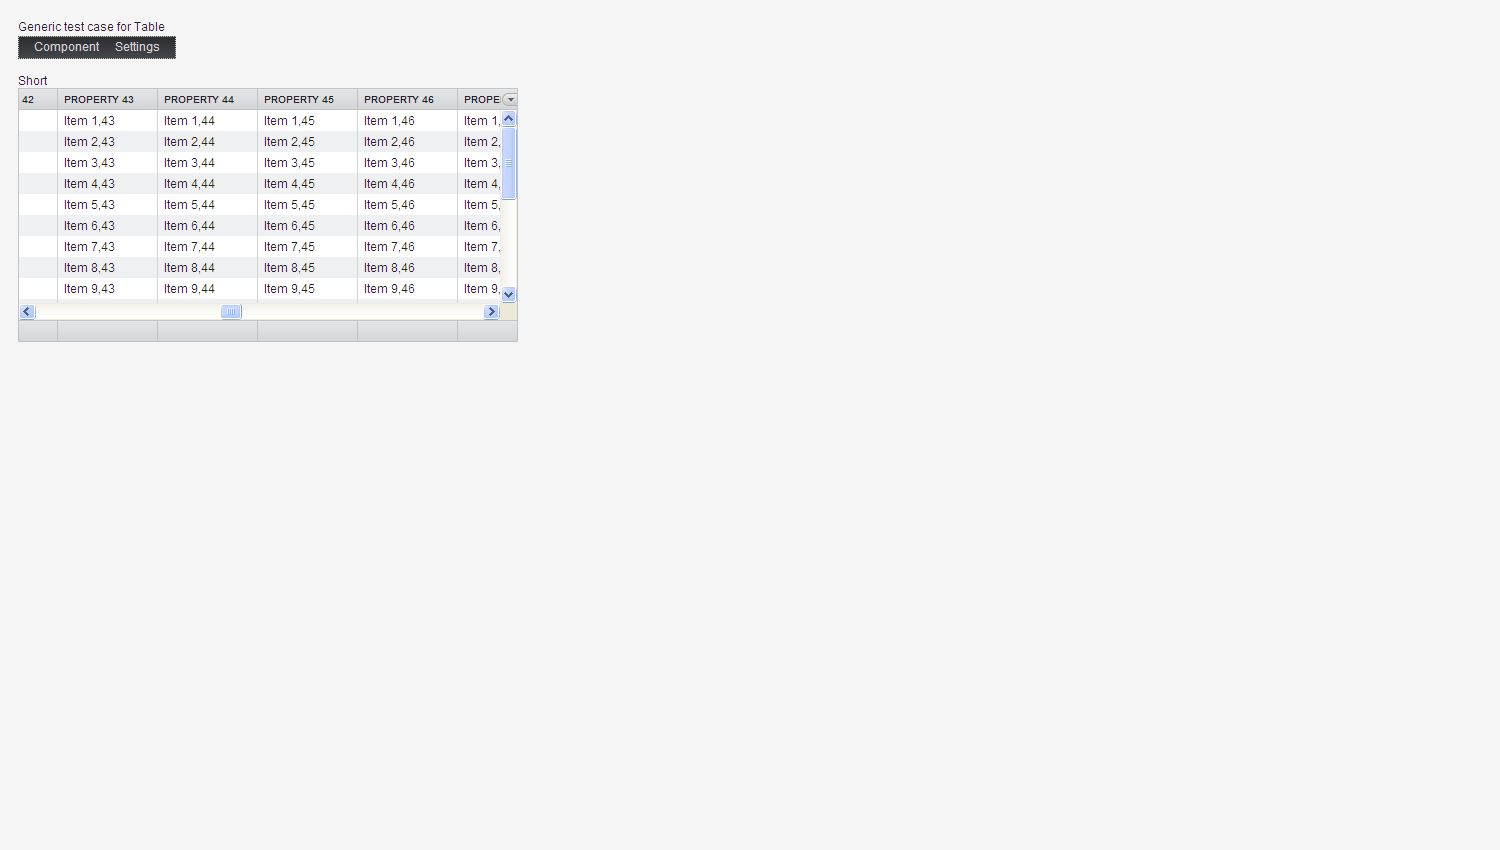 Generic test case for Table
Component Settings
Short
42 PROPERTY 43 PROPERTY 44 PROPERTY 45 PROPERTY 46 PROPE
Item 1,43 Item 1,44 Item 1,45 Item 1,46 Item 1,
Item 2,43 Item 2,44 Item 2,45 Item 2,46 Item 2,
Item 3,43 Item 3,44 Item 3,45 Item 3,46 Item 3,
Item 4,43 Item 4,44 Item 4,45 Item 4,46 Item 4,
Item 5,43 Item 5,44 Item 5,45 Item 5,46 Item 5,
Item 6,43 Item 6,44 Item 6,45 Item 6,46 Item 6,
Item 7,43 Item 7,44 Item 7,45 Item 7,46 Item 7,
Item 8,43 Item 8,44 Item 8,45 Item 8,46 Item 8,
Item 9,43 Item 9,44 Item 9,45 Item 9,46 Item 9,